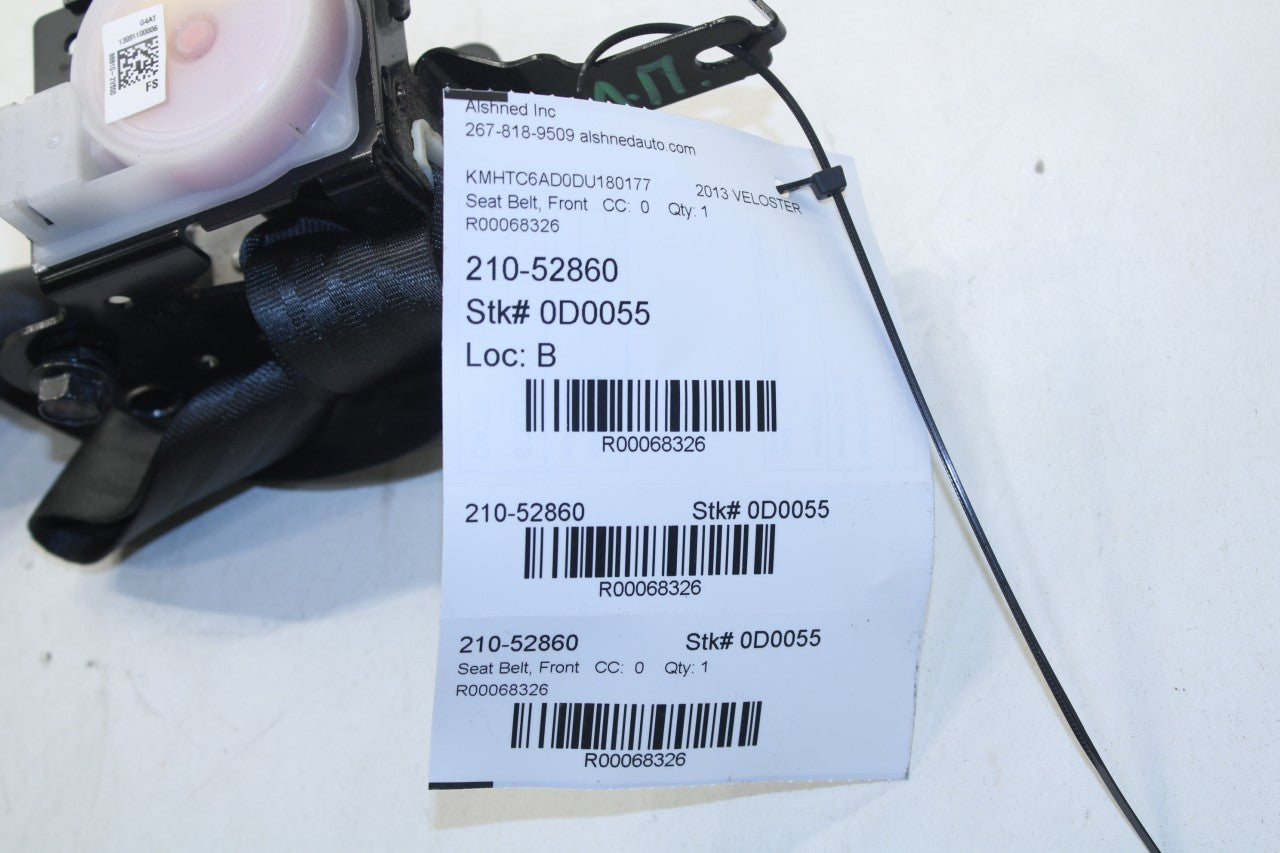 G4AT
13091100006
FS
Л-П.
Alshned Inc
267-818-9509 alshnedauto.com
KMHTC6AD0DU180177 2013 VELOSTER
Seat Belt, Front CC: 0 Qty: 1
R00068326
210-52860
Stk# 0D0055
Loc: B
R00068326
210-52860 Stk# 0D0055
R00068326
210-52860 Stk# 0D0055
Seat Belt, Front CC: 0 Qty: 1
R00068326
R00068326